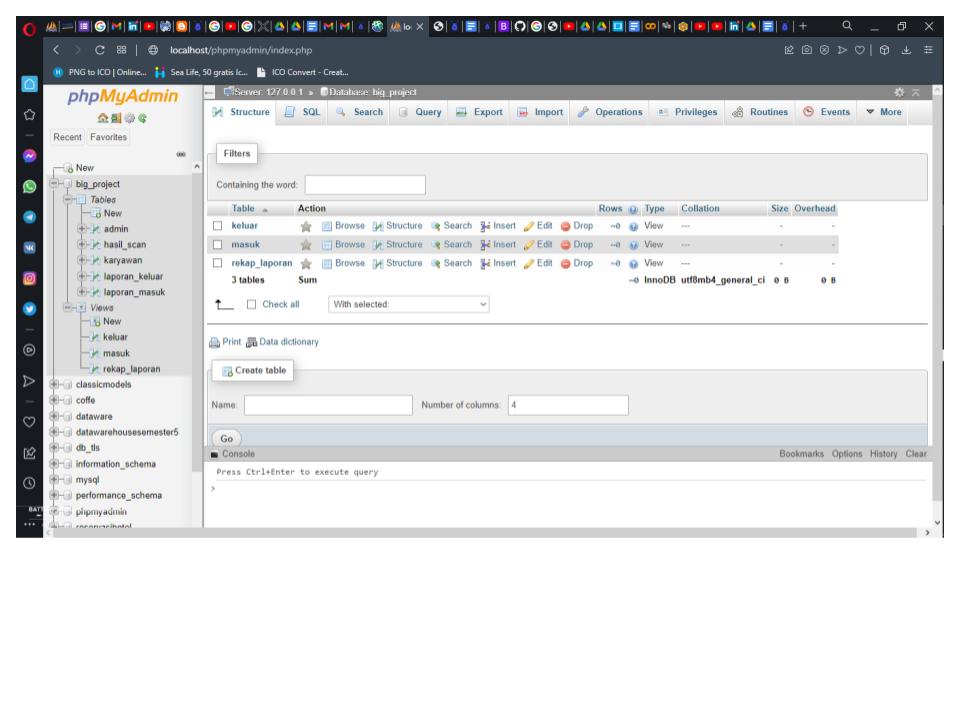 localhost/phpmyadmin/index.php
PNG to ICO | Online... Sea Life, 50 gratis Ic... ICO Convert - Creat...
phpMyAdmin
Recent Favorites
New
big_project
Tables
New
admin
hasil_scan
karyawan
laporan_keluar
laporan_masuk
Views
New
keluar
masuk
rekap_laporan
classicmodels
coffe
dataware
datawarehousesemester5
db_tls
information_schema
mysql
performance_schema
phpmyadmin
reservasihotel
Server: 127.0.0.1 » Database: big_project
Structure SQL Search Query Export Import Operations Privileges Routines Events More
Filters
Containing the word:
Table Action Rows Type Collation Size Overhead
keluar Browse Structure Search Insert Edit Drop ~0 View --- - -
masuk Browse Structure Search Insert Edit Drop ~0 View --- - -
rekap_laporan Browse Structure Search Insert Edit Drop ~0 View --- - -
3 tables Sum ~0 InnoDB utf8mb4_general_ci 0 B 0 B
Check all With selected:
Print Data dictionary
Create table
Name: Number of columns: 4
Go
Console Bookmarks Options History Clear
Press Ctrl+Enter to execute query
>